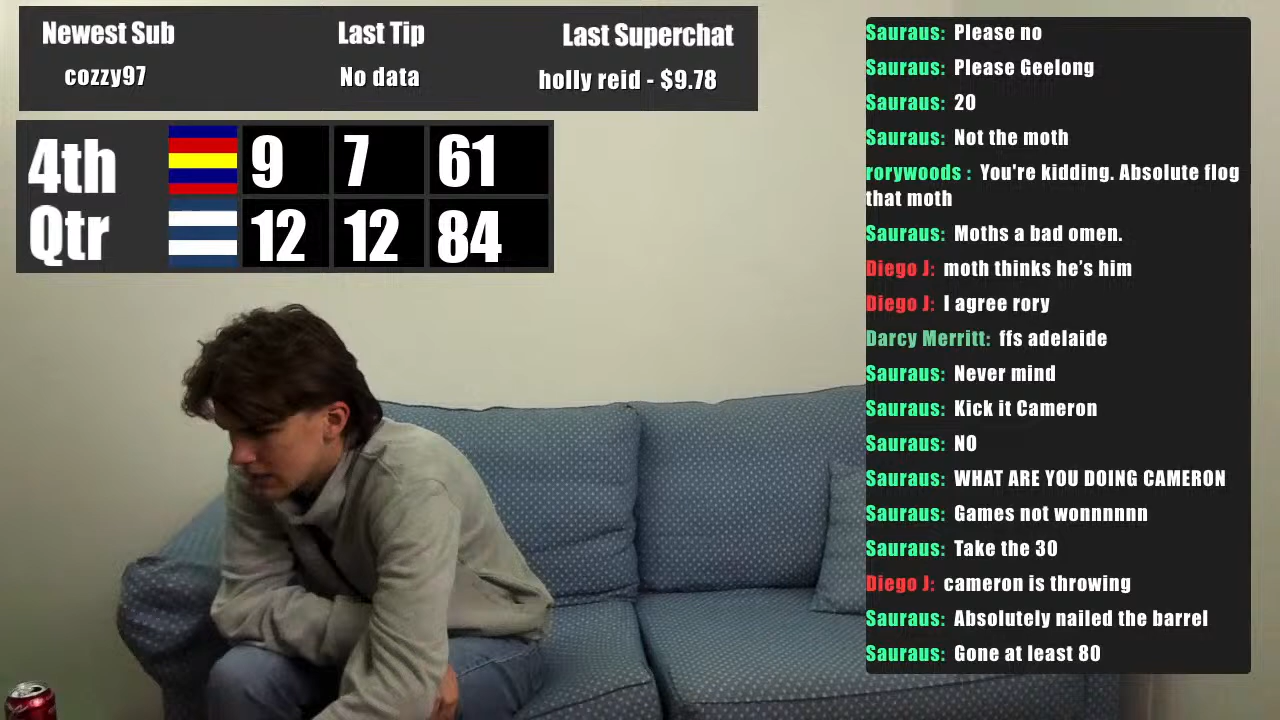 Newest Sub
Last Tip
Last Superchat
cozzy97
No data
holly reid - $9.78
4th
9 7 61
Qtr
12 12 84
Sauraus: Please no
Sauraus: Please Geelong
Sauraus: 20
Sauraus: Not the moth
rorywoods : You're kidding. Absolute flog
that moth
Sauraus: Moths a bad omen.
Diego J: moth thinks he’s him
Diego J: I agree rory
Darcy Merritt: ffs adelaide
Sauraus: Never mind
Sauraus: Kick it Cameron
Sauraus: NO
Sauraus: WHAT ARE YOU DOING CAMERON
Sauraus: Games not wonnnnnn
Sauraus: Take the 30
Diego J: cameron is throwing
Sauraus: Absolutely nailed the barrel
Sauraus: Gone at least 80